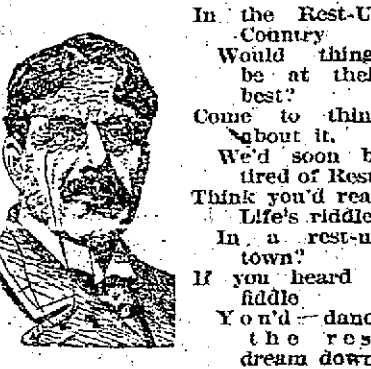 In the Rest-U
Country
Would thing
be at thei
best?
Come to thin
about it,
We'd soon b
tired of Rest
Think you'd rea
Life's riddle
In a rest-u
town?
If you heard
fiddle
You'd danc
the res
dream down